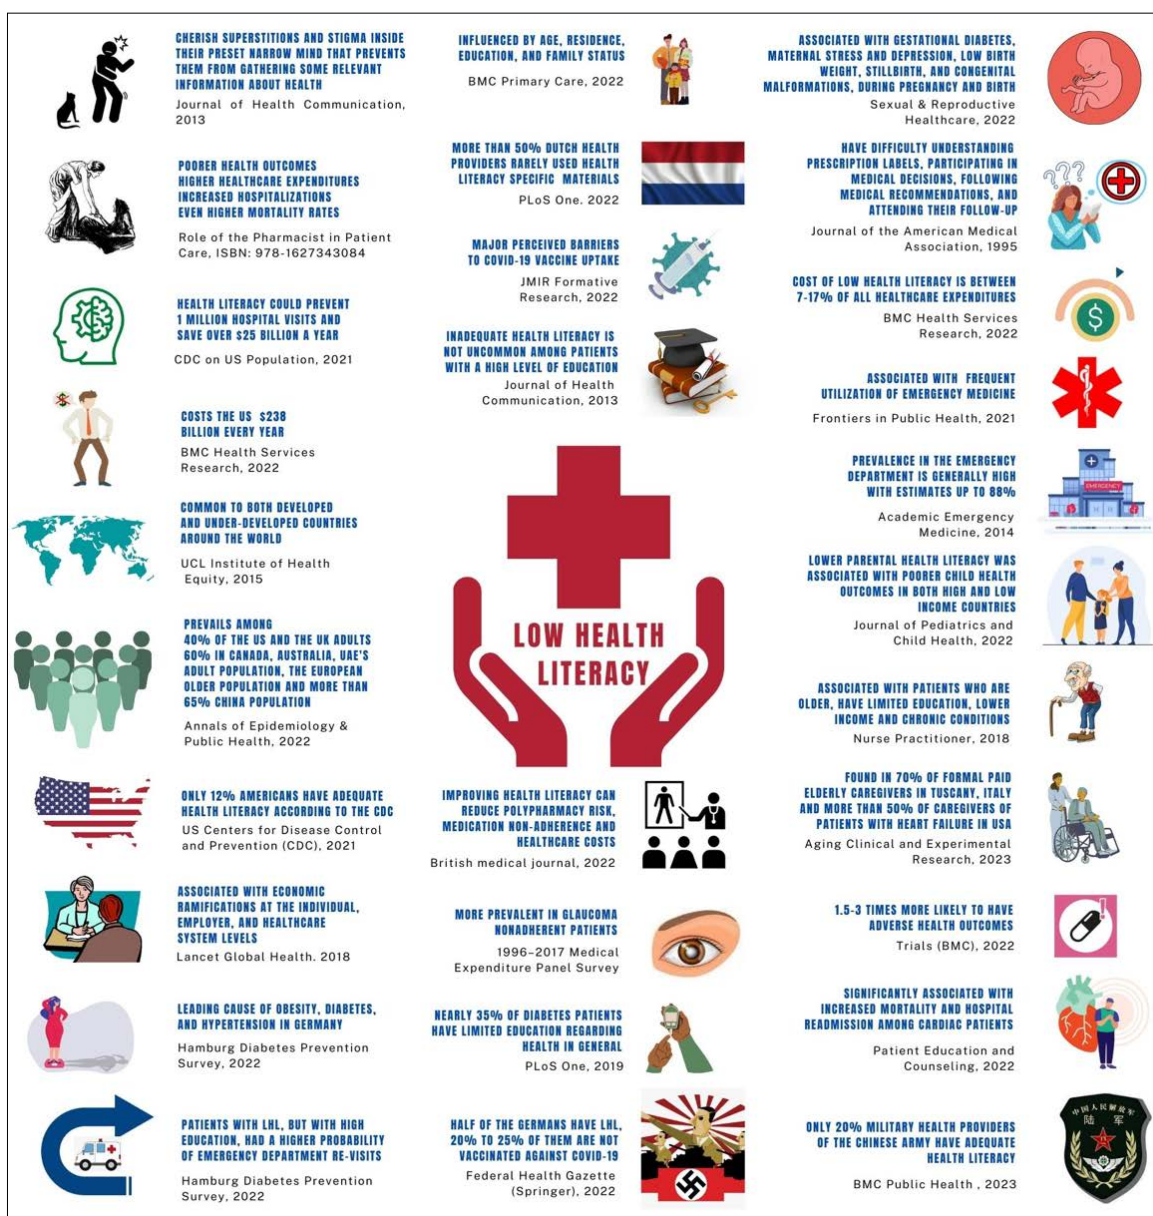 CHERISH SUPERSTITIONS AND STIGMA INSIDE
THEIR PRESET NARROW MIND THAT PREVENTS
THEM FROM GATHERING SOME RELEVANT
INFORMATION ABOUT HEALTH
Journal of Health Communication,
2013
POORER HEALTH OUTCOMES
HIGHER HEALTHCARE EXPENDITURES
INCREASED HOSPITALIZATIONS
EVEN HIGHER MORTALITY RATES
Role of the Pharmacist in Patient
Care, ISBN: 978-1627343084
HEALTH LITERACY COULD PREVENT
1 MILLION HOSPITAL VISITS AND
SAVE OVER $25 BILLION A YEAR
CDC on US Population, 2021
COSTS THE US $238
BILLION EVERY YEAR
BMC Health Services
Research, 2022
COMMON TO BOTH DEVELOPED
AND UNDER-DEVELOPED COUNTRIES
AROUND THE WORLD
UCL Institute of Health
Equity, 2015
PREVAILS AMONG
40% OF THE US AND THE UK ADULTS
60% IN CANADA, AUSTRALIA, UAE'S
ADULT POPULATION, THE EUROPEAN
OLDER POPULATION AND MORE THAN
65% CHINA POPULATION
Annals of Epidemiology &
Public Health, 2022
ONLY 12% AMERICANS HAVE ADEQUATE
HEALTH LITERACY ACCORDING TO THE CDC
US Centers for Disease Control
and Prevention (CDC), 2021
ASSOCIATED WITH ECONOMIC
RAMIFICATIONS AT THE INDIVIDUAL,
EMPLOYER, AND HEALTHCARE
SYSTEM LEVELS
Lancet Global Health. 2018
LEADING CAUSE OF OBESITY, DIABETES,
AND HYPERTENSION IN GERMANY
Hamburg Diabetes Prevention
Survey, 2022
PATIENTS WITH LHL, BUT WITH HIGH
EDUCATION, HAD A HIGHER PROBABILITY
OF EMERGENCY DEPARTMENT RE-VISITS
Hamburg Diabetes Prevention
Survey, 2022
INFLUENCED BY AGE, RESIDENCE,
EDUCATION, AND FAMILY STATUS
BMC Primary Care, 2022
MORE THAN 50% DUTCH HEALTH
PROVIDERS RARELY USED HEALTH
LITERACY SPECIFIC MATERIALS
PLoS One. 2022
MAJOR PERCEIVED BARRIERS
TO COVID-19 VACCINE UPTAKE
JMIR Formative
Research, 2022
INADEQUATE HEALTH LITERACY IS
NOT UNCOMMON AMONG PATIENTS
WITH A HIGH LEVEL OF EDUCATION
Journal of Health
Communication, 2013
LOW HEALTH
LITERACY
IMPROVING HEALTH LITERACY CAN
REDUCE POLYPHARMACY RISK,
MEDICATION NON-ADHERENCE AND
HEALTHCARE COSTS
British medical journal, 2022
MORE PREVALENT IN GLAUCOMA
NONADHERENT PATIENTS
1996–2017 Medical
Expenditure Panel Survey
NEARLY 35% OF DIABETES PATIENTS
HAVE LIMITED EDUCATION REGARDING
HEALTH IN GENERAL
PLoS One, 2019
HALF OF THE GERMANS HAVE LHL,
20% TO 25% OF THEM ARE NOT
VACCINATED AGAINST COVID-19
Federal Health Gazette
(Springer), 2022
ASSOCIATED WITH GESTATIONAL DIABETES,
MATERNAL STRESS AND DEPRESSION, LOW BIRTH
WEIGHT, STILLBIRTH, AND CONGENITAL
MALFORMATIONS, DURING PREGNANCY AND BIRTH
Sexual & Reproductive
Healthcare, 2022
HAVE DIFFICULTY UNDERSTANDING
PRESCRIPTION LABELS, PARTICIPATING IN
MEDICAL DECISIONS, FOLLOWING
MEDICAL RECOMMENDATIONS, AND
ATTENDING THEIR FOLLOW-UP
Journal of the American Medical
Association, 1995
???
COST OF LOW HEALTH LITERACY IS BETWEEN
7-17% OF ALL HEALTHCARE EXPENDITURES
BMC Health Services
Research, 2022
$
ASSOCIATED WITH FREQUENT
UTILIZATION OF EMERGENCY MEDICINE
Frontiers in Public Health, 2021
PREVALENCE IN THE EMERGENCY
DEPARTMENT IS GENERALLY HIGH
WITH ESTIMATES UP TO 88%
Academic Emergency
Medicine, 2014
EMERGENCY
LOWER PARENTAL HEALTH LITERACY WAS
ASSOCIATED WITH POORER CHILD HEALTH
OUTCOMES IN BOTH HIGH AND LOW
INCOME COUNTRIES
Journal of Pediatrics and
Child Health, 2022
ASSOCIATED WITH PATIENTS WHO ARE
OLDER, HAVE LIMITED EDUCATION, LOWER
INCOME AND CHRONIC CONDITIONS
Nurse Practitioner, 2018
FOUND IN 70% OF FORMAL PAID
ELDERLY CAREGIVERS IN TUSCANY, ITALY
AND MORE THAN 50% OF CAREGIVERS OF
PATIENTS WITH HEART FAILURE IN USA
Aging Clinical and Experimental
Research, 2023
1.5-3 TIMES MORE LIKELY TO HAVE
ADVERSE HEALTH OUTCOMES
Trials (BMC), 2022
SIGNIFICANTLY ASSOCIATED WITH
INCREASED MORTALITY AND HOSPITAL
READMISSION AMONG CARDIAC PATIENTS
Patient Education and
Counseling, 2022
ONLY 20% MILITARY HEALTH PROVIDERS
OF THE CHINESE ARMY HAVE ADEQUATE
HEALTH LITERACY
BMC Public Health , 2023
中国人民解放军
陆 军